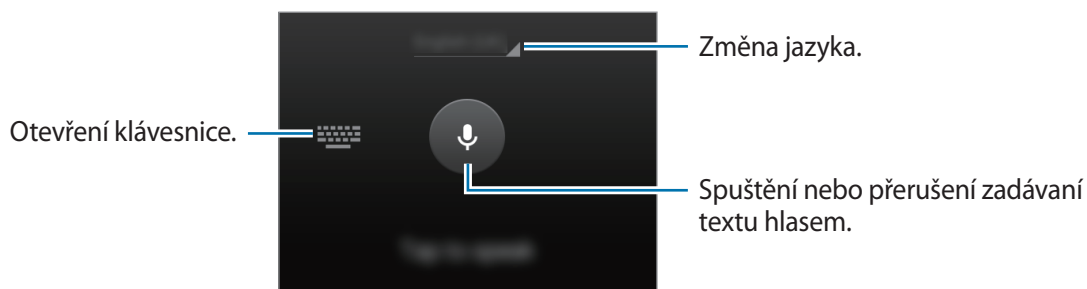 Změna jazyka.
Otevření klávesnice.
Spuštění nebo přerušení zadávaní
textu hlasem.